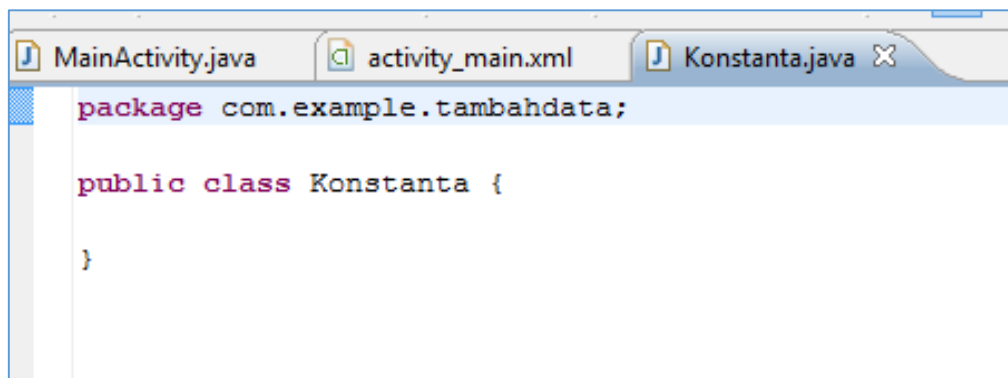 MainActivity.java activity_main.xml Konstanta.java
package com.example.tambahdata;
public class Konstanta {
}